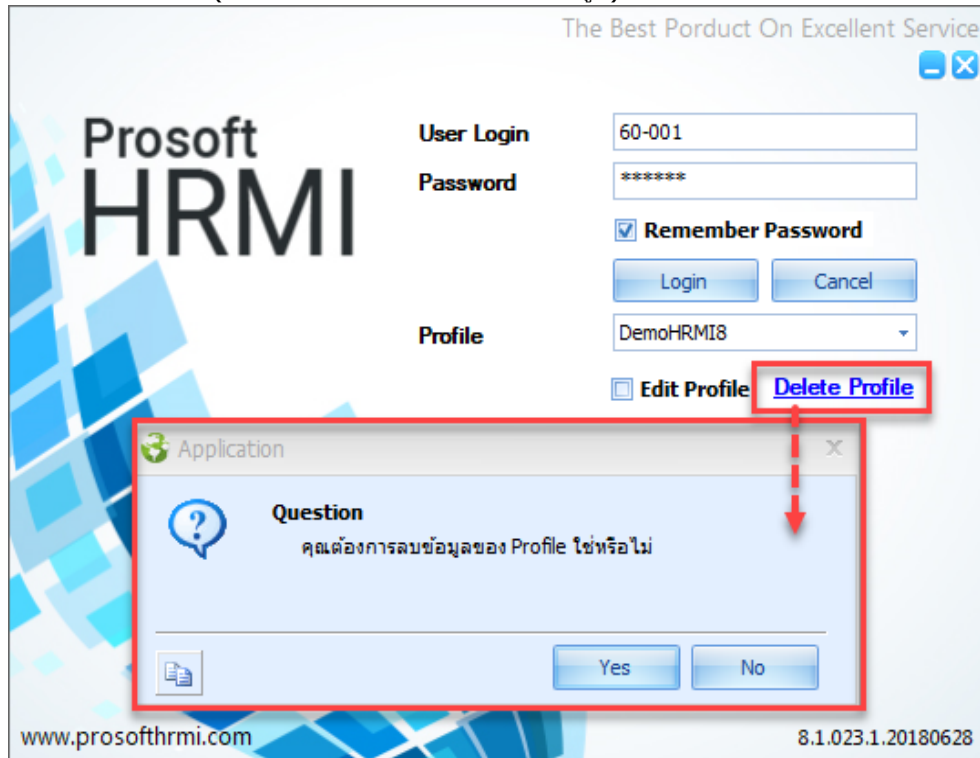 The Best Porduct On Excellent Service
Prosoft
HRMI
User Login 60-001
Password ******
Remember Password
Login Cancel
Profile DemoHRMI8
Edit Profile Delete Profile
Application
Question
คุณต้องการลบข้อมูลของ Profile ใช่หรือไม่
Yes No
www.prosofthrmi.com 8.1.023.1.20180628